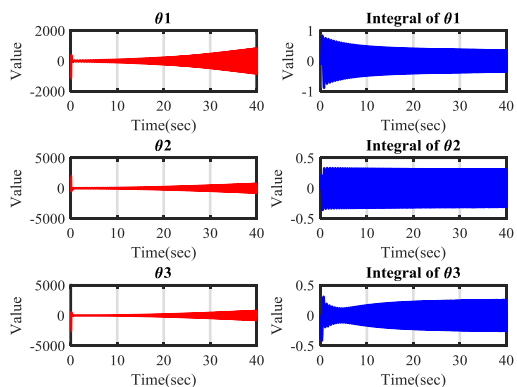 θ1
Value
2000
0
-2000
0 10 20 30 40
Time(sec)
Integral of θ1
Value
1
0
-1
0 10 20 30 40
Time(sec)
θ2
Value
5000
0
-5000
0 10 20 30 40
Time(sec)
Integral of θ2
Value
0.5
0
-0.5
0 10 20 30 40
Time(sec)
θ3
Value
5000
0
-5000
0 10 20 30 40
Time(sec)
Integral of θ3
Value
0.5
0
-0.5
0 10 20 30 40
Time(sec)